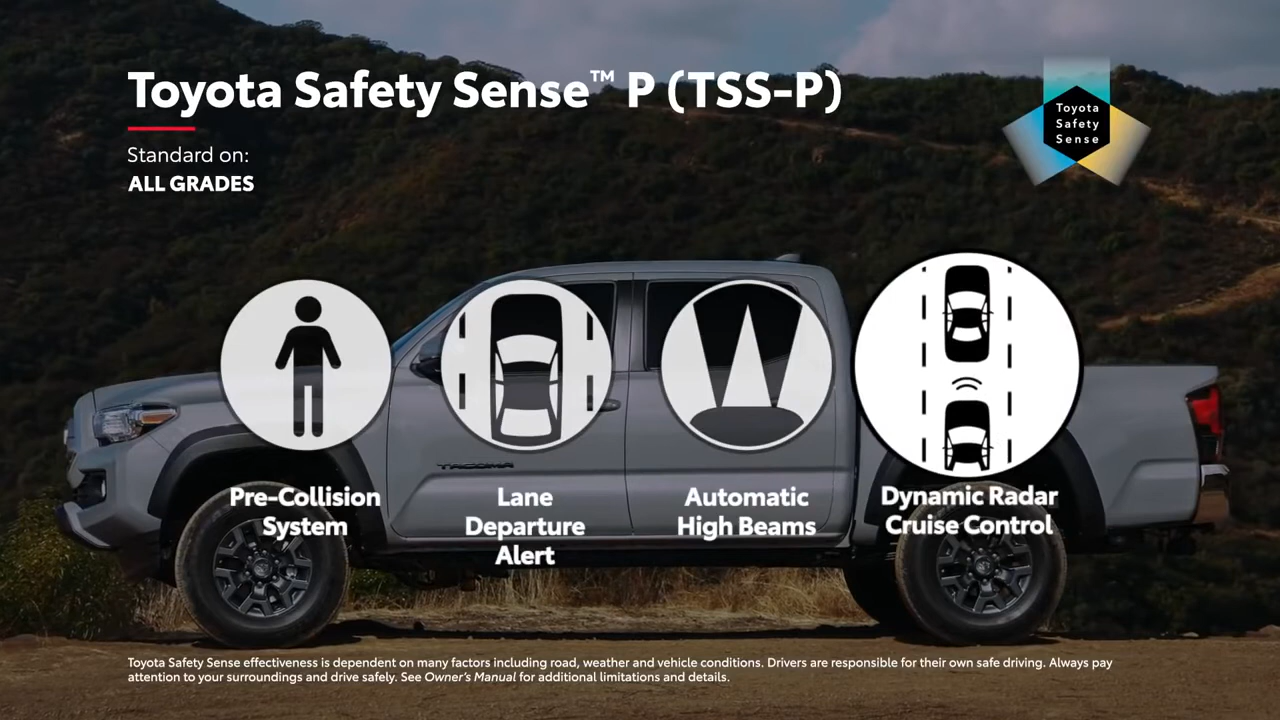 Toyota Safety Sense™ P (TSS-P)
Standard on:
ALL GRADES
Toyota
Safety
Sense
TACOMA
Pre-Collision
System
Lane
Departure
Alert
Automatic
High Beams
Dynamic Radar
Cruise Control
Toyota Safety Sense effectiveness is dependent on many factors including road, weather and vehicle conditions. Drivers are responsible for their own safe driving. Always pay
attention to your surroundings and drive safely. See Owner's Manual for additional limitations and details.